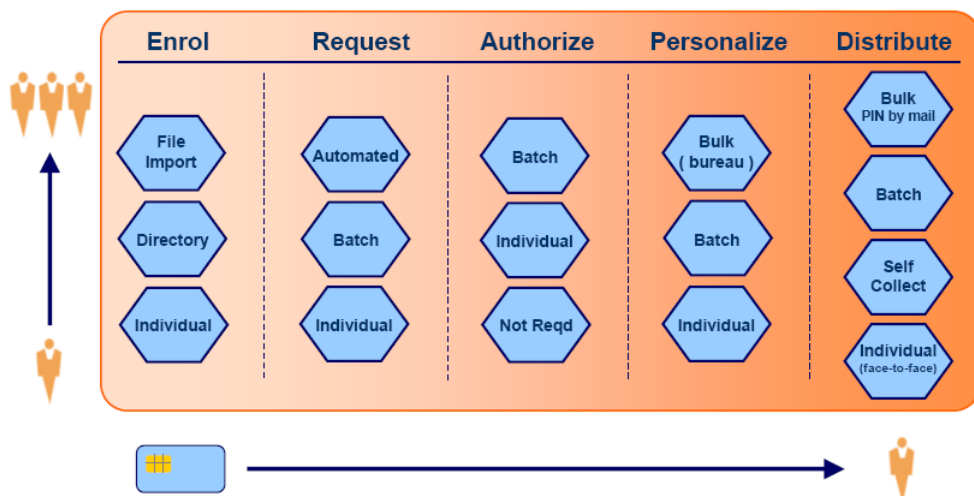 Enrol
Request
Authorize
Personalize
Distribute
File
Import
Directory
Individual
Automated
Batch
Individual
Batch
Individual
Not Reqd
Bulk
( bureau )
Batch
Individual
Bulk
PIN by mail
Batch
Self
Collect
Individual
(face-to-face)